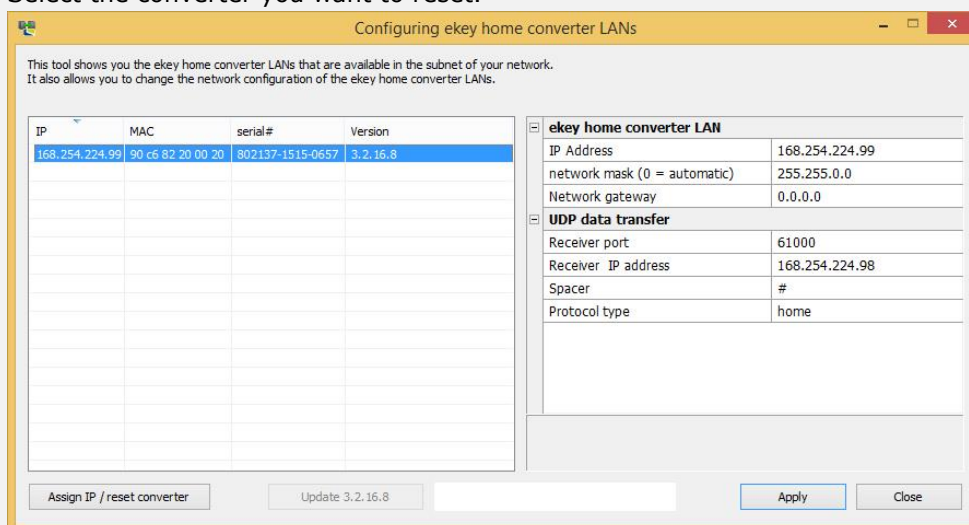 Select the converter you want to reset.
Configuring ekey home converter LANs
This tool shows you the ekey home converter LANs that are available in the subnet of your network.
It also allows you to change the network configuration of the ekey home converter LANs.
IP MAC serial# Version
168.254.224.99 90 c6 82 20 00 20 802137-1515-0657 3.2.16.8
ekey home converter LAN
IP Address 168.254.224.99
network mask (0 = automatic) 255.255.0.0
Network gateway 0.0.0.0
UDP data transfer
Receiver port 61000
Receiver IP address 168.254.224.98
Spacer #
Protocol type home
Assign IP / reset converter Update 3.2.16.8 Apply Close